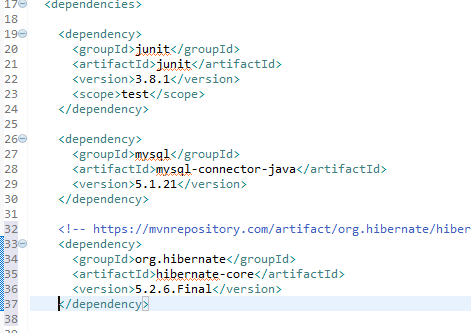 17 <dependencies>
18
19 <dependency>
20 <groupId>junit</groupId>
21 <artifactId>junit</artifactId>
22 <version>3.8.1</version>
23 <scope>test</scope>
24 </dependency>
25
26 <dependency>
27 <groupId>mysql</groupId>
28 <artifactId>mysql-connector-java</artifactId>
29 <version>5.1.21</version>
30 </dependency>
31
32 <!-- https://mvnrepository.com/artifact/org.hibernate/hiber
33 <dependency>
34 <groupId>org.hibernate</groupId>
35 <artifactId>hibernate-core</artifactId>
36 <version>5.2.6.Final</version>
37 </dependency>
38